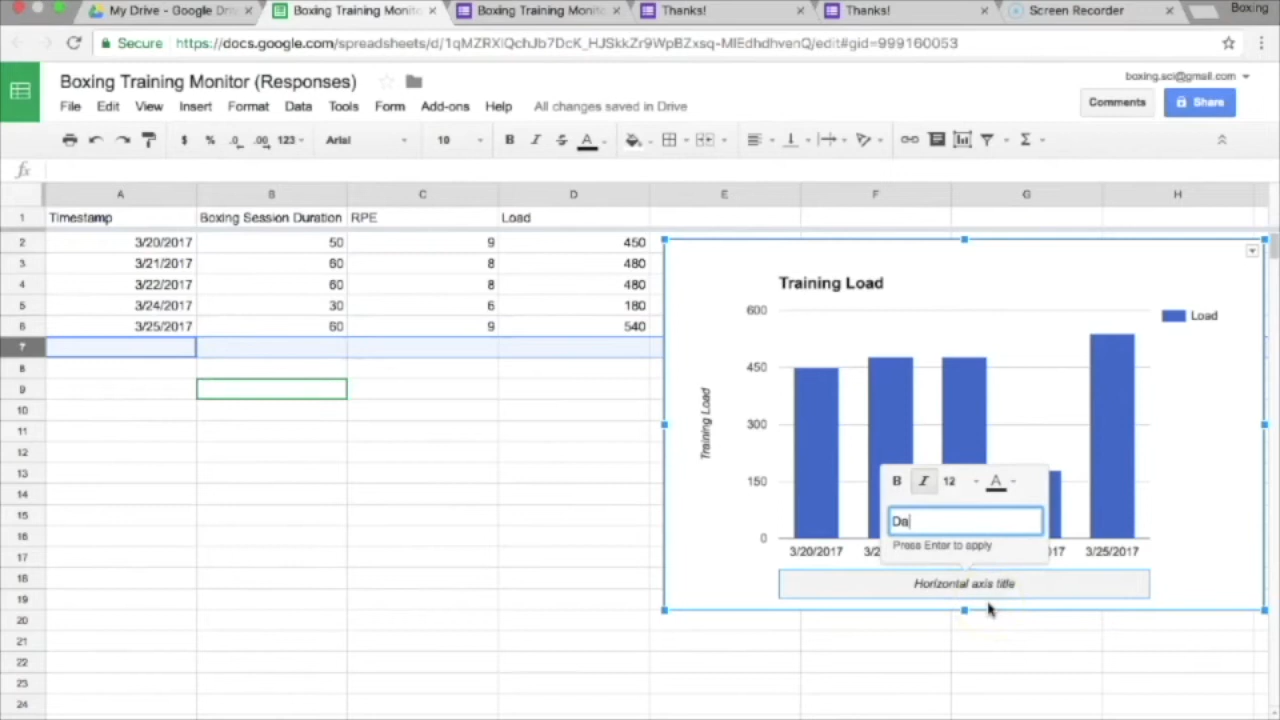 My Drive - Google Dri
Boxing Training Monito
Boxing Training Monito
Thanks!
Thanks!
Screen Recorder
Boxing
Secure https://docs.google.com/spreadsheets/d/
Boxing Training Monitor (Responses)
boxing.sci@gmail.com
File Edit View Insert Format Data Tools Form Add-ons Help All changes saved in Drive
Comments
Share
$ % .0 .00 123 Arial 10 B I S A Σ
fx
A B C D E F G H
1 Timestamp Boxing Session Duration RPE Load
2 3/20/2017 50 9 450
3 3/21/2017 60 8 480
4 3/22/2017 60 8 480
5 3/24/2017 30 6 180
6 3/25/2017 60 9 540
7
8
9
10
11
12
13
14
15
16
17
18
19
20
21
22
23
24
Training Load
Load
600
450
300
150
0
Training Load
B I 12 A
Da
Press Enter to apply
3/20/2017 3/2 017 3/25/2017
Horizontal axis title